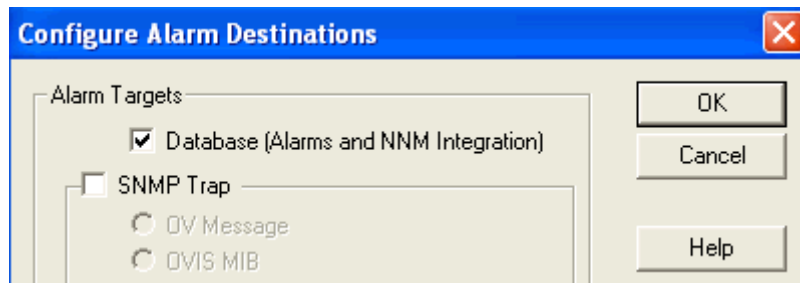 Configure Alarm Destinations
Alarm Targets
OK
Database (Alarms and NNM Integration)
Cancel
SNMP Trap
OV Message
Help
OVIS MIB